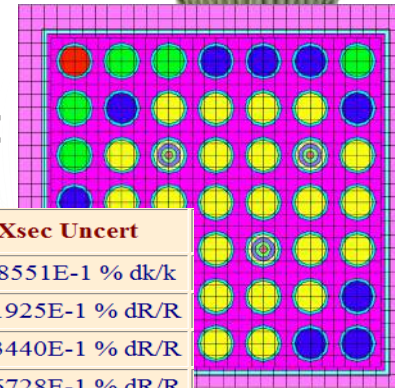 Xsec Uncert
8551E-1 % dk/k
1925E-1 % dR/R
3440E-1 % dR/R
5728E-1 % dR/R